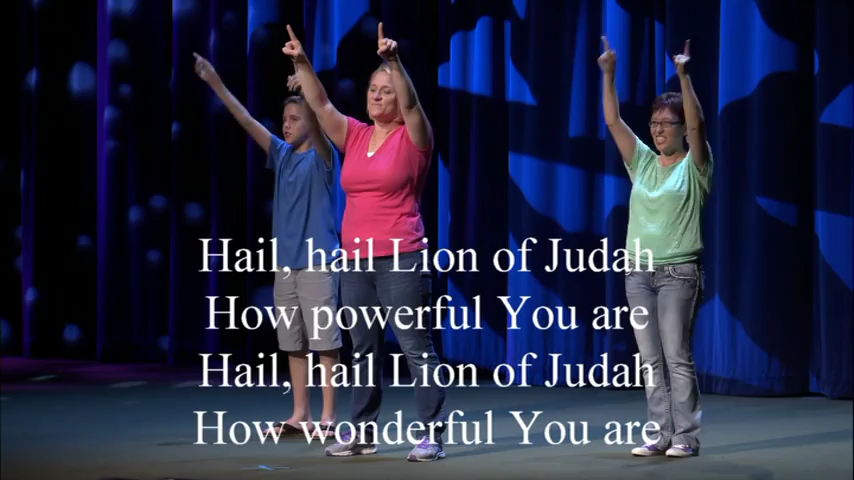 Hail, hail Lion of Judah
How powerful You are
Hail, hail Lion of Judah
How wonderful You are